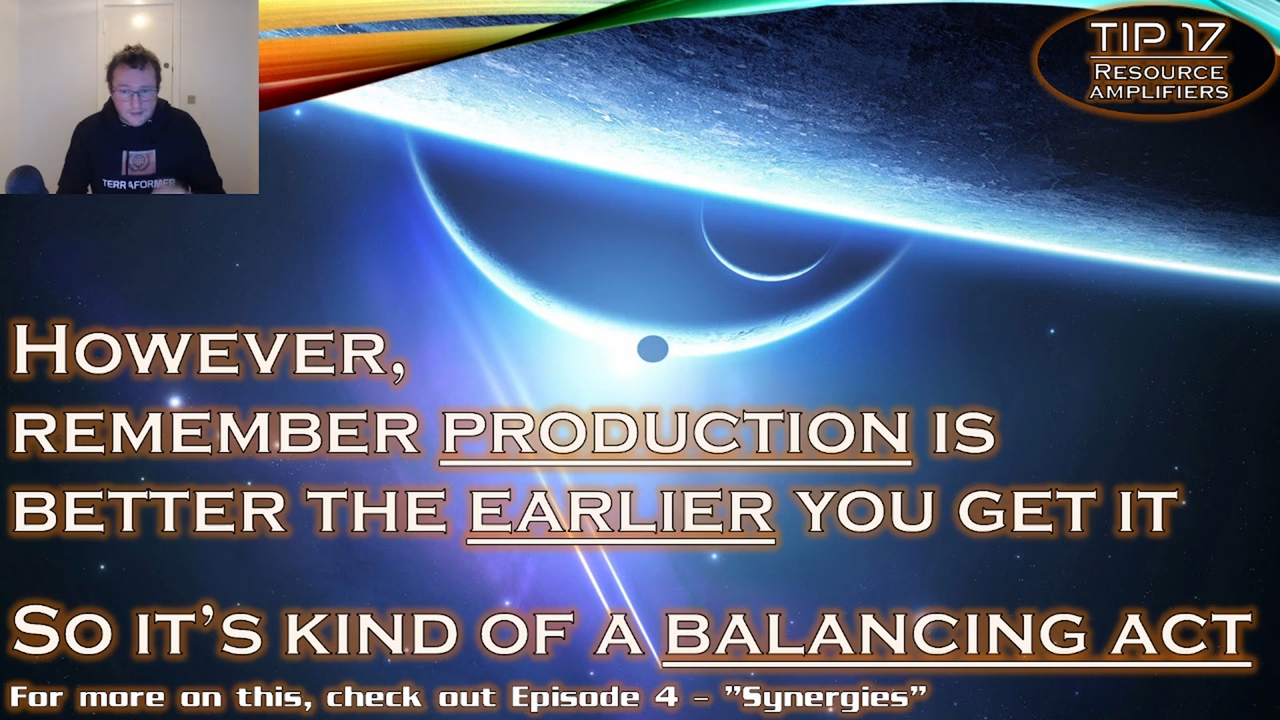 TIP 17
RESOURCE
AMPLIFIERS
TERRAFORMER
HOWEVER,
REMEMBER PRODUCTION IS
BETTER THE EARLIER YOU GET IT
SO IT'S KIND OF A BALANCING ACT
For more on this, check out Episode 4 - "Synergies"